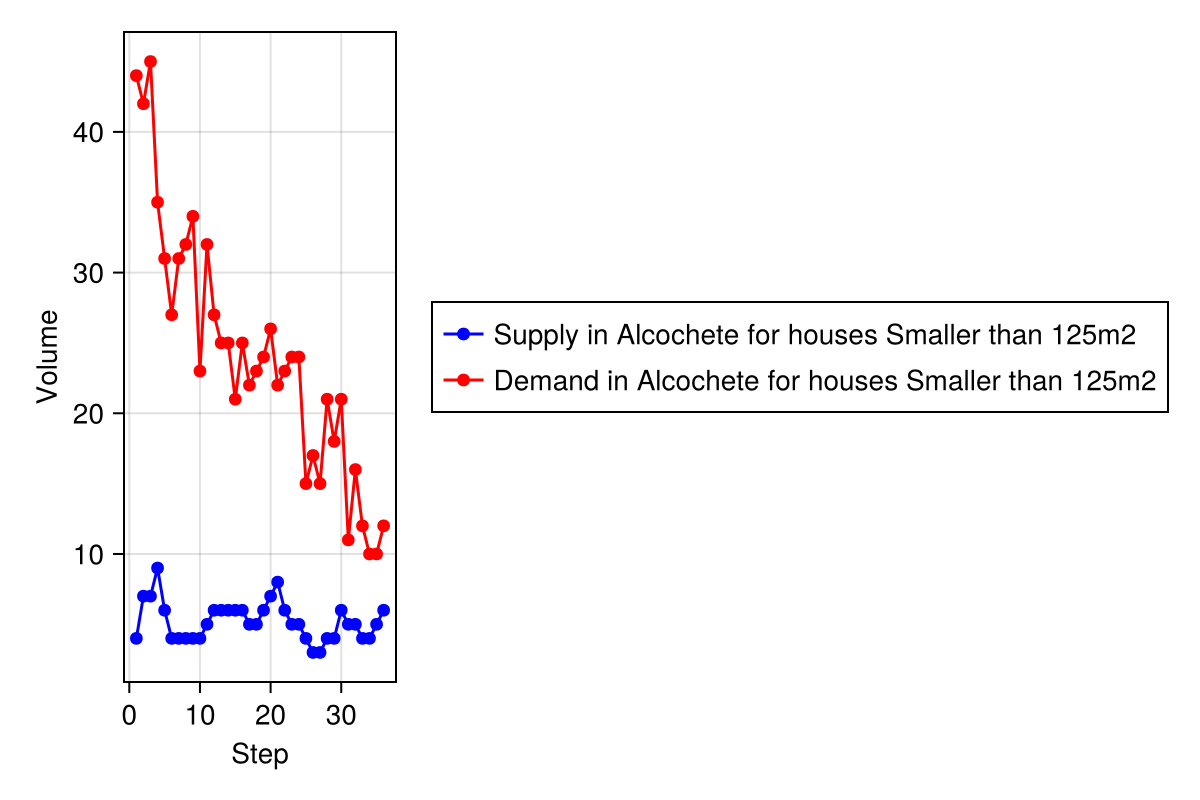 Volume
40
30
20
10
0 10 20 30
Step
Supply in Alcochete for houses Smaller than 125m2
Demand in Alcochete for houses Smaller than 125m2